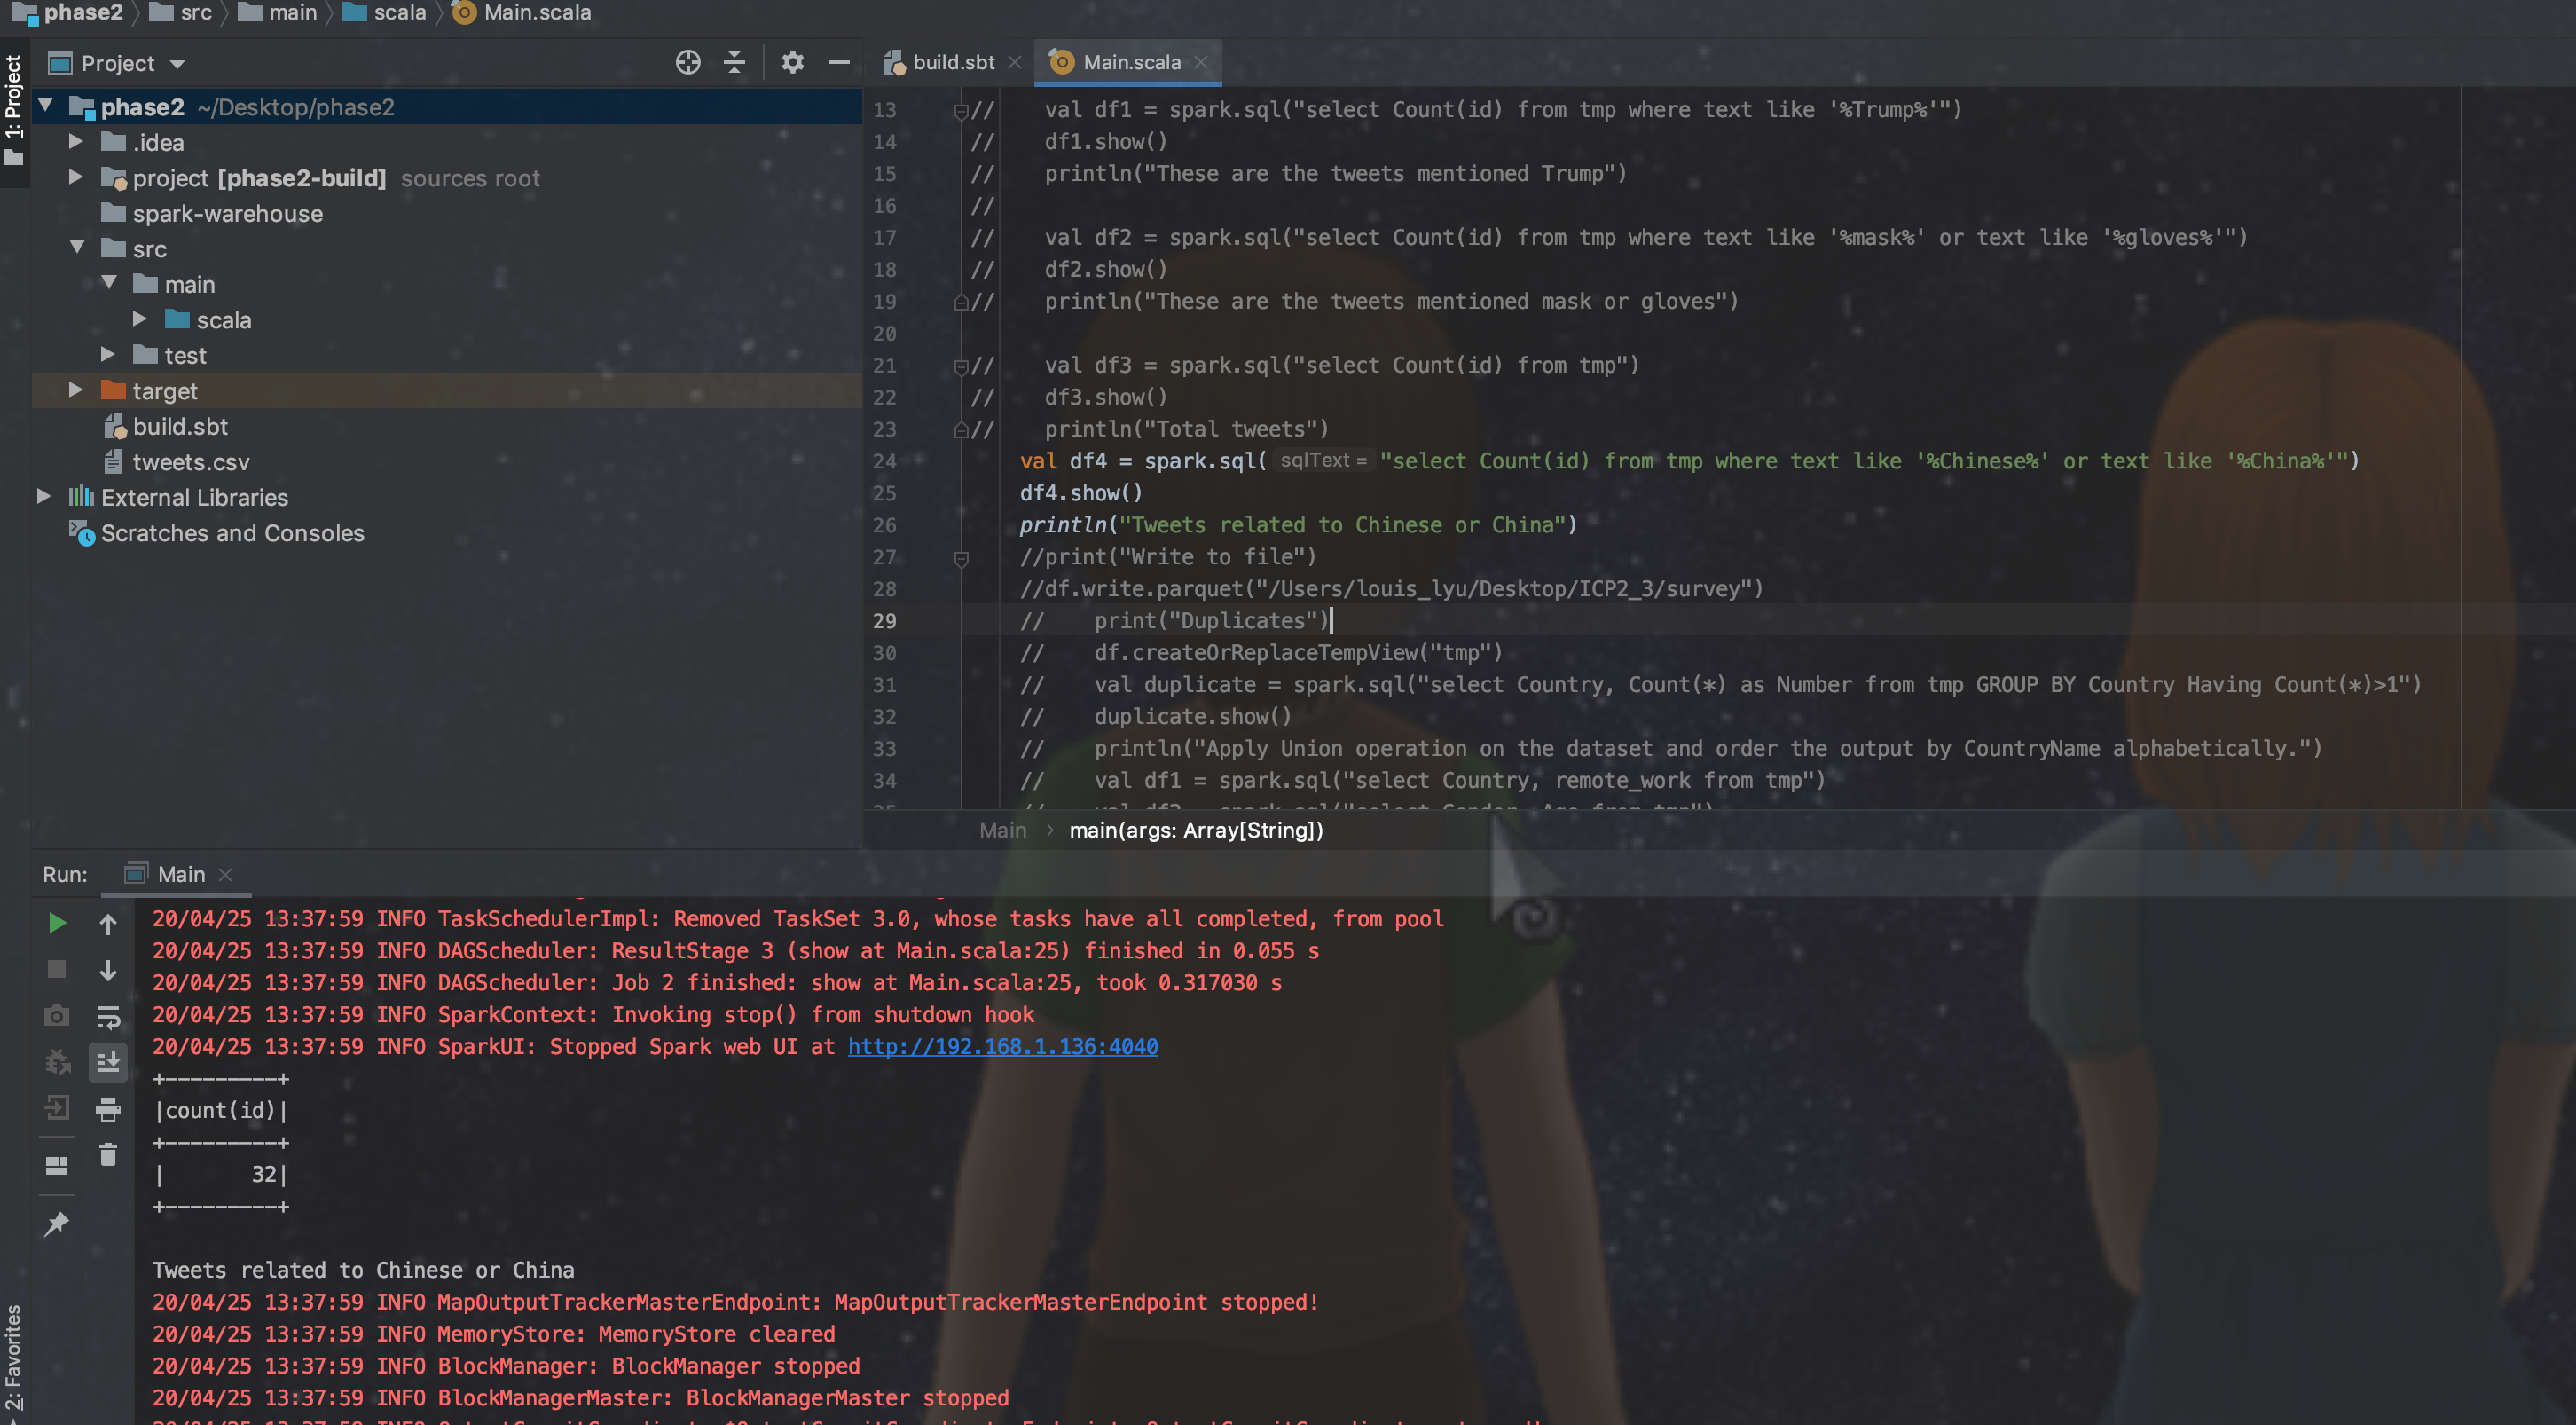 phase2 src main scala Main.scala
1: Project
Project
build.sbt
Main.scala
phase2 ~/Desktop/phase2
.idea
project [phase2-build] sources root
spark-warehouse
src
main
scala
test
target
build.sbt
tweets.csv
External Libraries
Scratches and Consoles
13 // val df1 = spark.sql("select Count(id) from tmp where text like '%Trump%'")
14 // df1.show()
15 // println("These are the tweets mentioned Trump")
16 //
17 // val df2 = spark.sql("select Count(id) from tmp where text like '%mask%' or text like '%gloves%'")
18 // df2.show()
19 // println("These are the tweets mentioned mask or gloves")
20
21 // val df3 = spark.sql("select Count(id) from tmp")
22 // df3.show()
23 // println("Total tweets")
24 val df4 = spark.sql( sqlText = "select Count(id) from tmp where text like '%Chinese%' or text like '%China%'")
25 df4.show()
26 println("Tweets related to Chinese or China")
27 //print("Write to file")
28 //df.write.parquet("/Users/louis_lyu/Desktop/ICP2_3/survey")
29 // print("Duplicates")
30 // df.createOrReplaceTempView("tmp")
31 // val duplicate = spark.sql("select Country, Count(*) as Number from tmp GROUP BY Country Having Count(*)>1")
32 // duplicate.show()
33 // println("Apply Union operation on the dataset and order the output by CountryName alphabetically.")
34 // val df1 = spark.sql("select Country, remote_work from tmp")
Main > main(args: Array[String])
Run: Main
20/04/25 13:37:59 INFO TaskSchedulerImpl: Removed TaskSet 3.0, whose tasks have all completed, from pool
20/04/25 13:37:59 INFO DAGScheduler: ResultStage 3 (show at Main.scala:25) finished in 0.055 s
20/04/25 13:37:59 INFO DAGScheduler: Job 2 finished: show at Main.scala:25, took 0.317030 s
20/04/25 13:37:59 INFO SparkContext: Invoking stop() from shutdown hook
20/04/25 13:37:59 INFO SparkUI: Stopped Spark web UI at http://192.168.1.136:4040
+---------+
|count(id)|
+---------+
|       32|
+---------+
Tweets related to Chinese or China
20/04/25 13:37:59 INFO MapOutputTrackerMasterEndpoint: MapOutputTrackerMasterEndpoint stopped!
20/04/25 13:37:59 INFO MemoryStore: MemoryStore cleared
20/04/25 13:37:59 INFO BlockManager: BlockManager stopped
20/04/25 13:37:59 INFO BlockManagerMaster: BlockManagerMaster stopped
2: Favorites